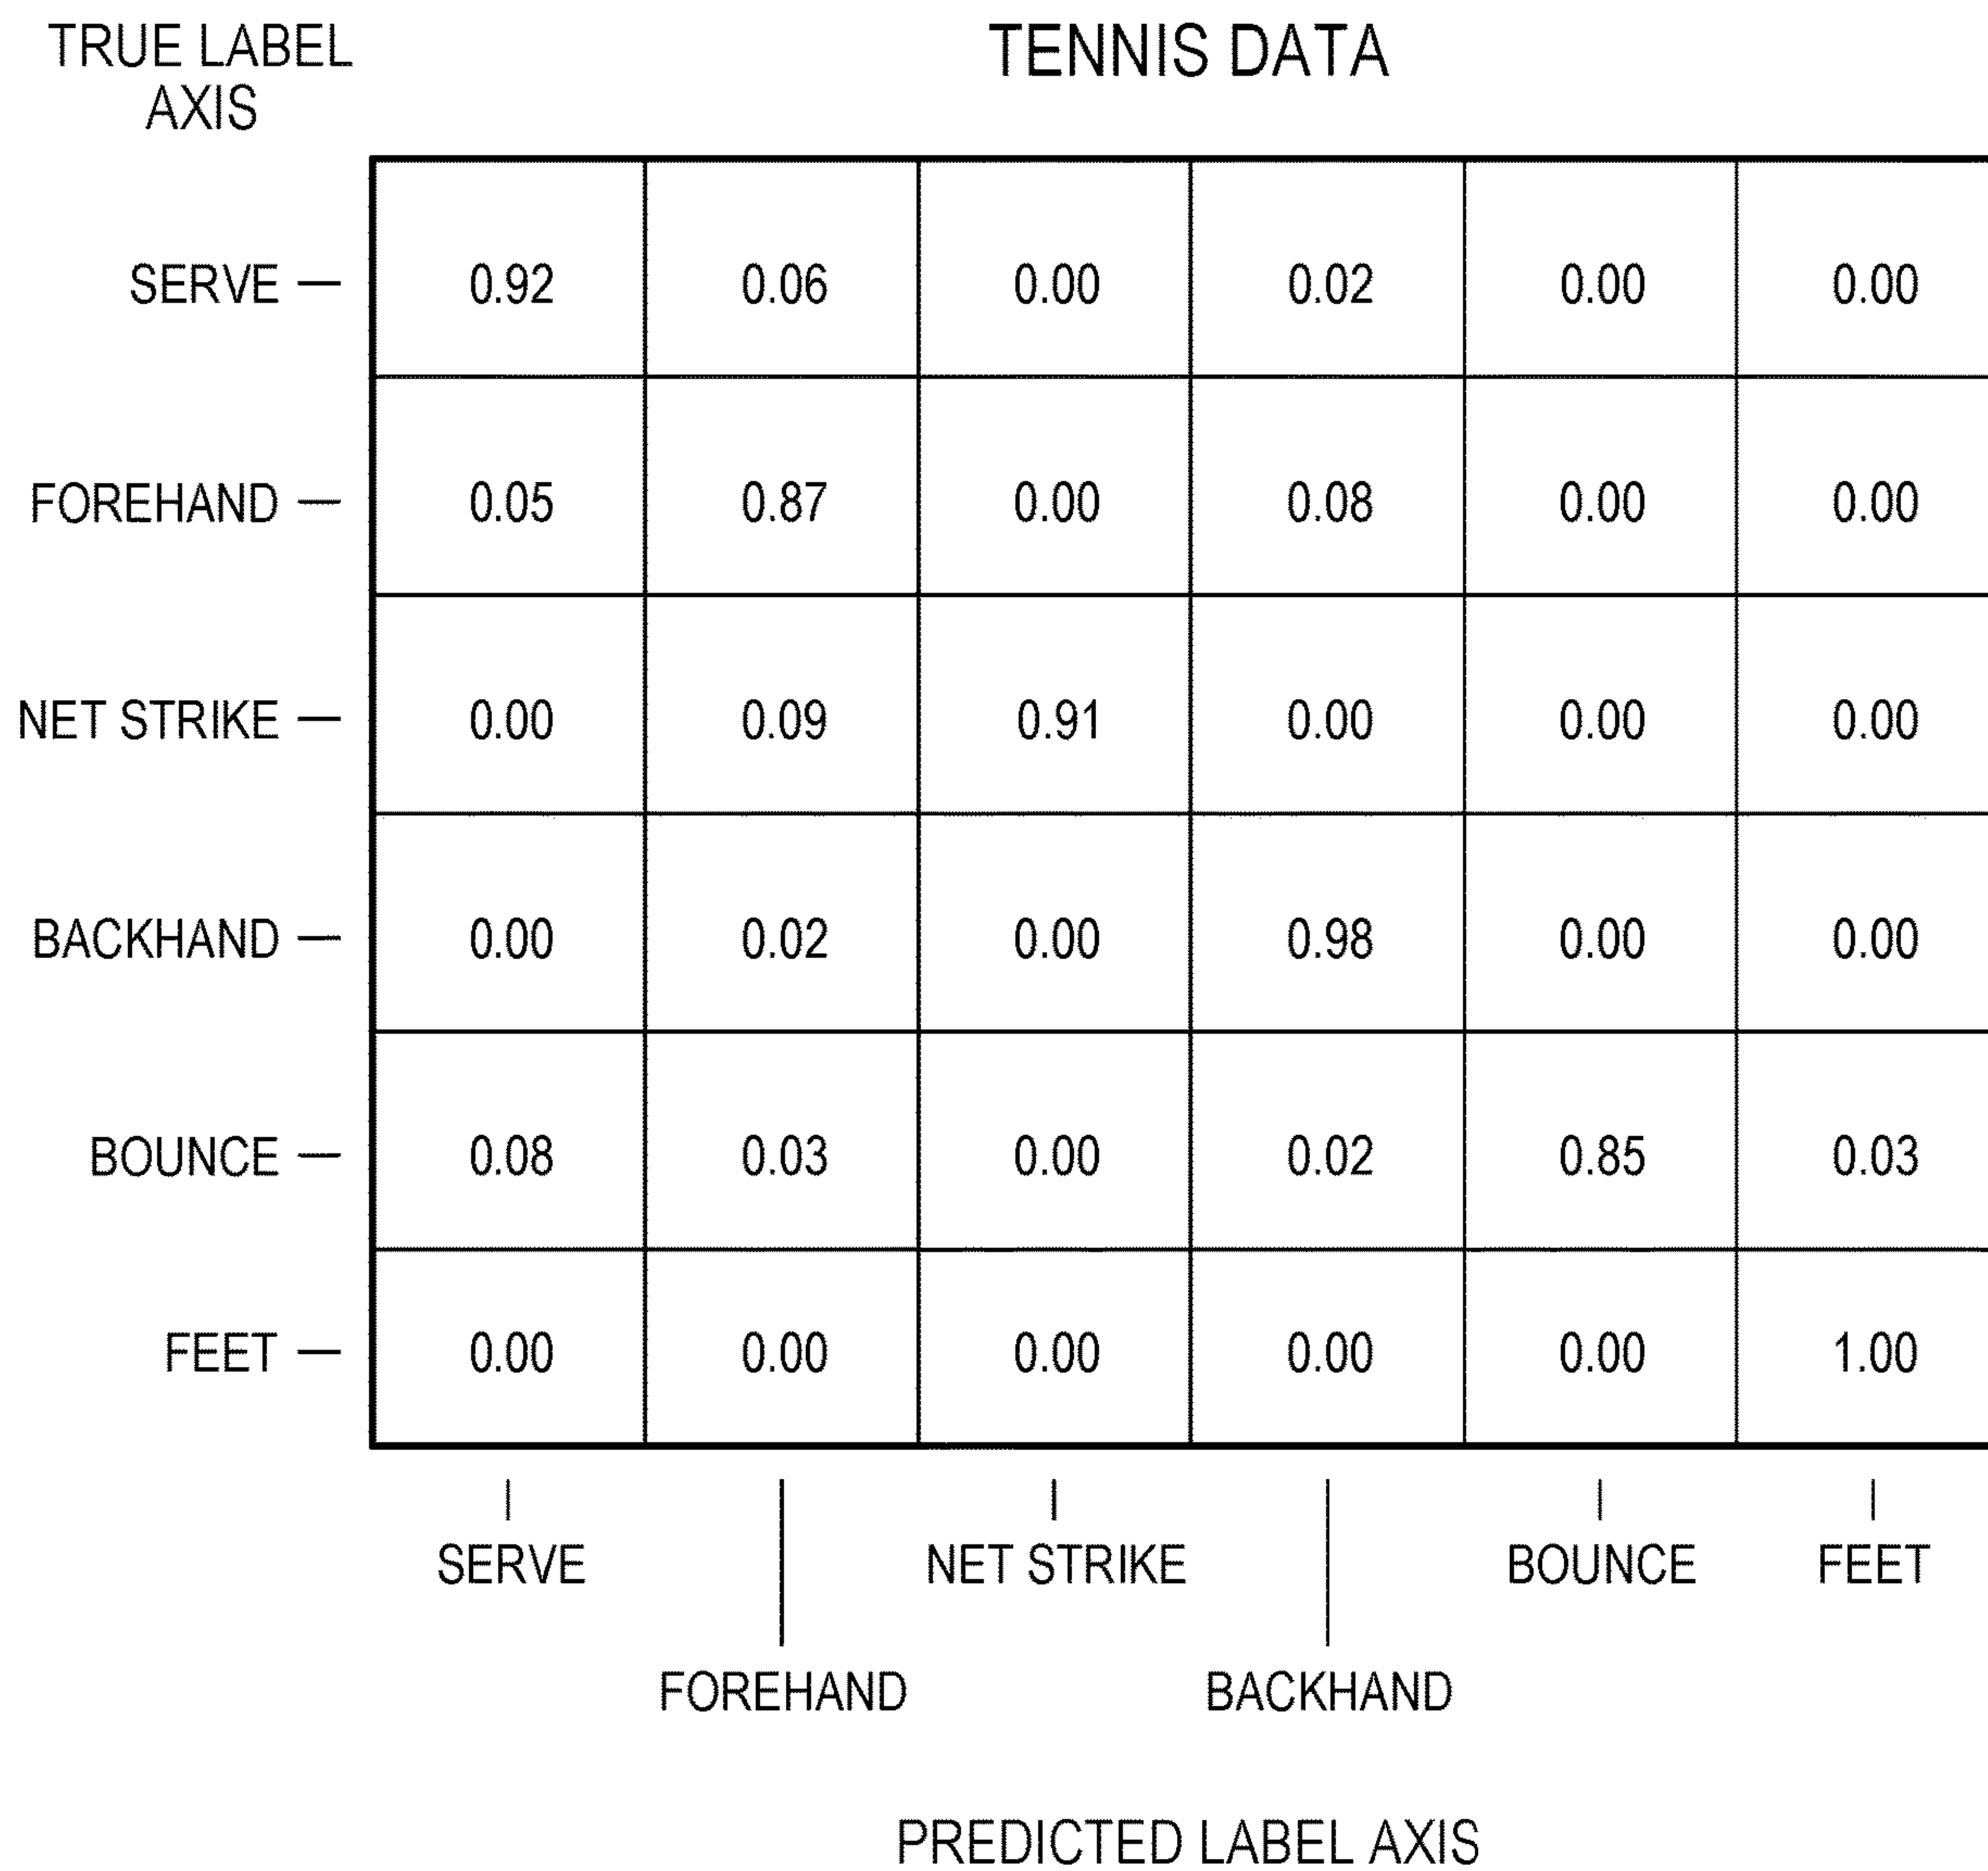 TRUE LABEL
AXIS
TENNIS DATA
SERVE 0.92 0.06 0.00 0.02 0.00 0.00
FOREHAND 0.05 0.87 0.00 0.08 0.00 0.00
NET STRIKE 0.00 0.09 0.91 0.00 0.00 0.00
BACKHAND 0.00 0.02 0.00 0.98 0.00 0.00
BOUNCE 0.08 0.03 0.00 0.02 0.85 0.03
FEET 0.00 0.00 0.00 0.00 0.00 1.00
SERVE NET STRIKE BOUNCE FEET
FOREHAND BACKHAND
PREDICTED LABEL AXIS